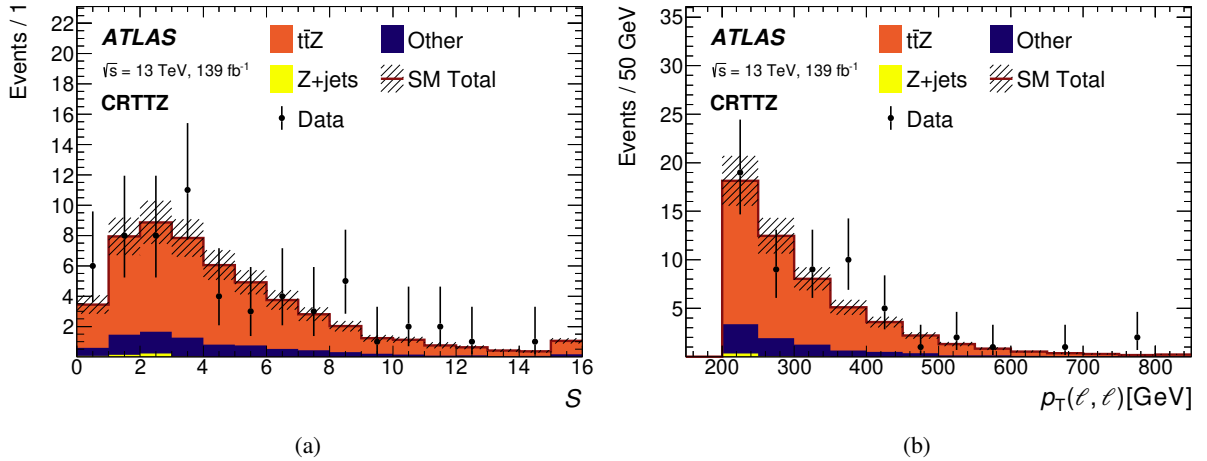 Events / 1
22
20
18
16
14
12
10
8
6
4
2
ATLAS
√s = 13 TeV, 139 fb⁻¹
CRTTZ
tt̄Z
Other
Z+jets
SM Total
Data
0 2 4 6 8 10 12 14 16
S
(a)
Events / 50 GeV
35
30
25
20
15
10
5
ATLAS
√s = 13 TeV, 139 fb⁻¹
CRTTZ
tt̄Z
Other
Z+jets
SM Total
Data
200 300 400 500 600 700 800
p_T(ℓ, ℓ)[GeV]
(b)